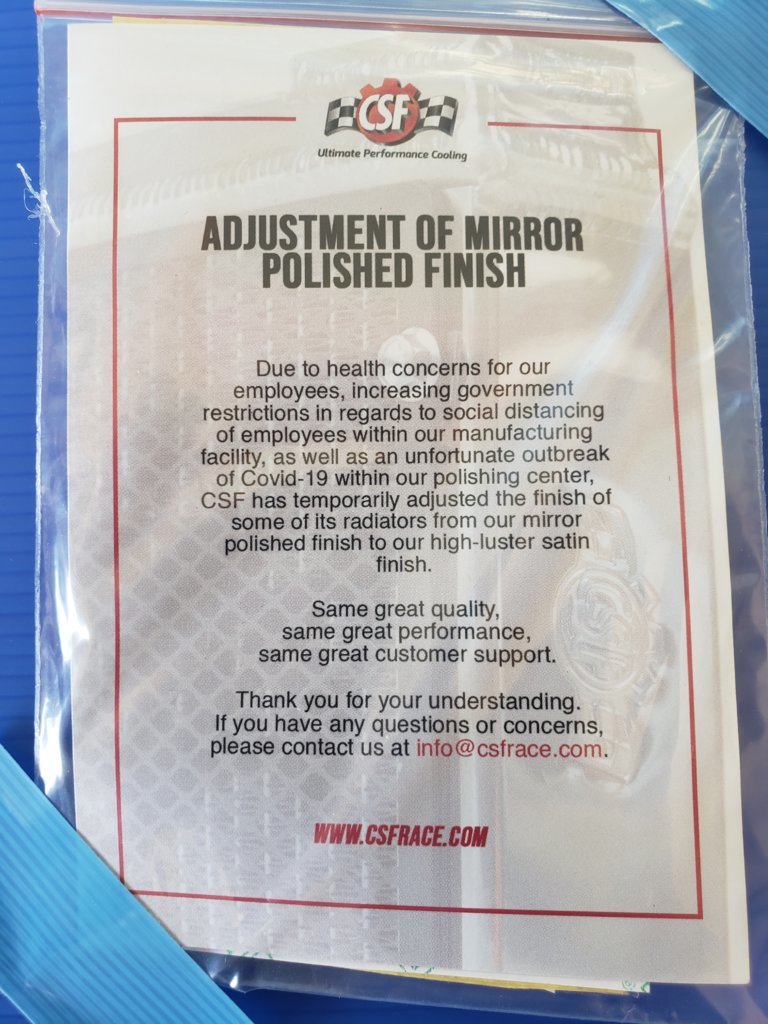 CSF
Ultimate Performance Cooling
ADJUSTMENT OF MIRROR
POLISHED FINISH
Due to health concerns for our
employees, increasing government
restrictions in regards to social distancing
of employees within our manufacturing
facility, as well as an unfortunate outbreak
of Covid-19 within our polishing center,
CSF has temporarily adjusted the finish of
some of its radiators from our mirror
polished finish to our high-luster satin
finish.
Same great quality,
same great performance,
same great customer support.
Thank you for your understanding.
If you have any questions or concerns,
please contact us at info@csfrace.com.
WWW.CSFRACE.COM